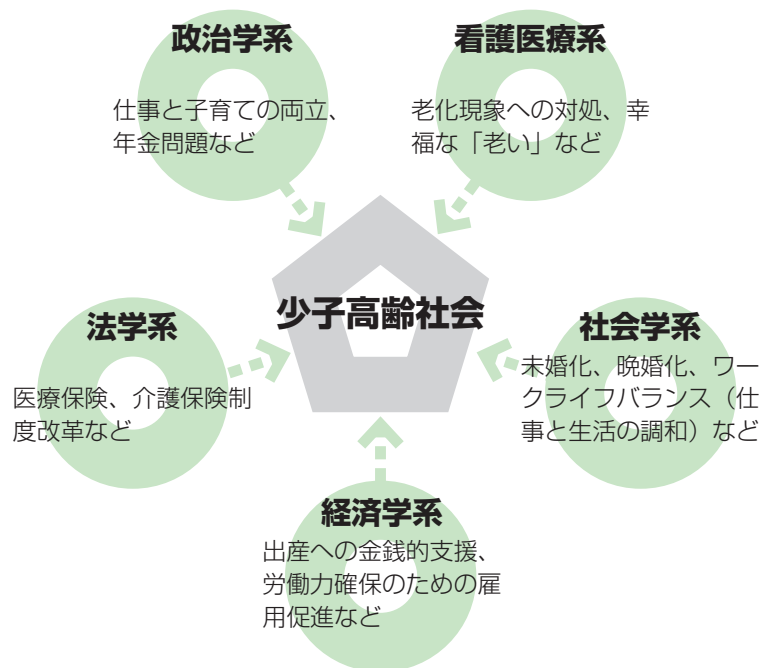 政治学系
仕事と子育ての両立、
年金問題など
看護医療系
老化現象への対処、幸
福な「老い」など
少子高齢社会
法学系
医療保険、介護保険制
度改革など
社会学系
未婚化、晩婚化、ワー
クライフバランス（仕
事と生活の調和）など
経済学系
出産への金銭的支援、
労働力確保のための雇
用促進など